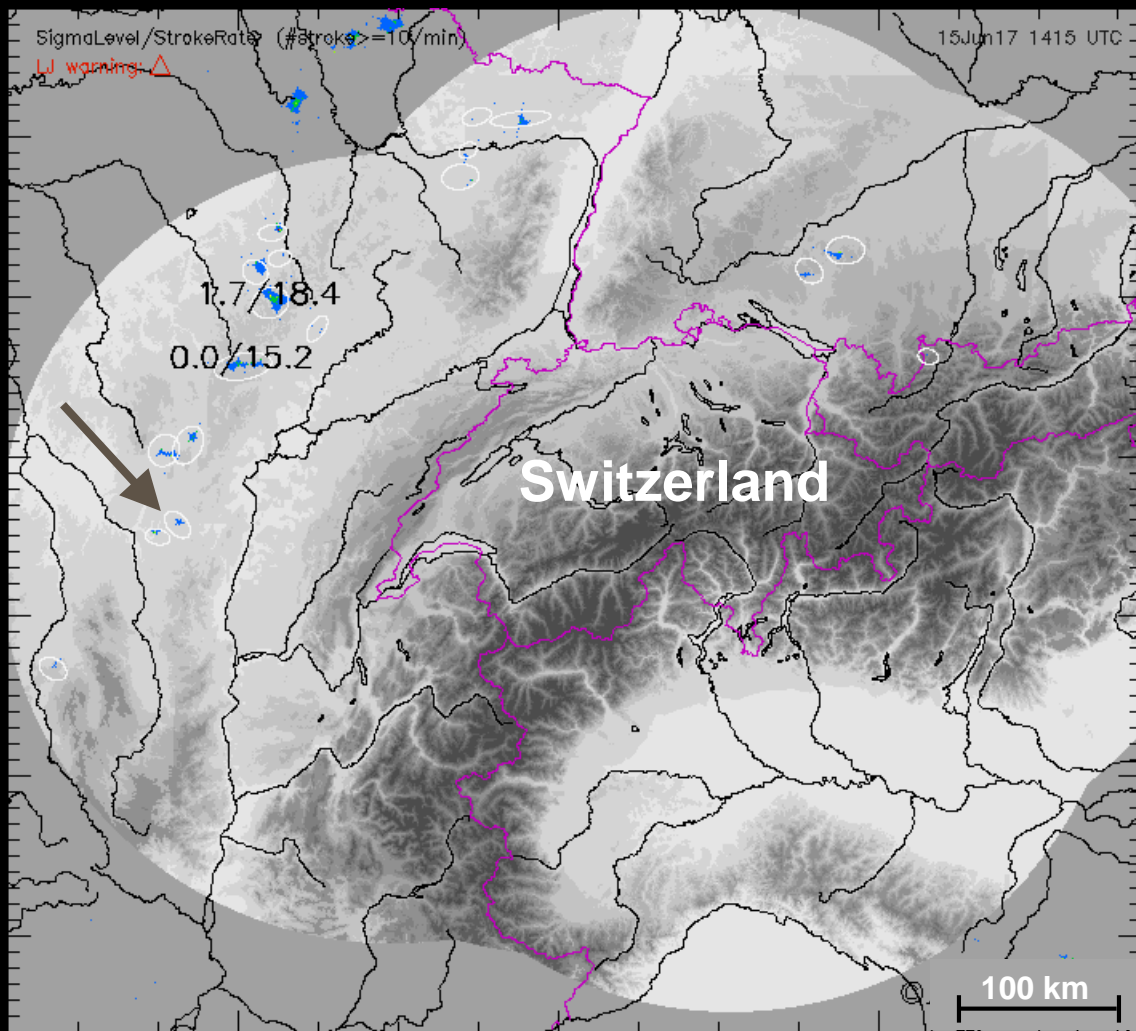 SigmaLevel/StrokeRate (#stroke>=10/min)
15Jun17 1415 UTC
LJ warning:
1.7/18.4
0.0/15.2
Switzerland
100 km